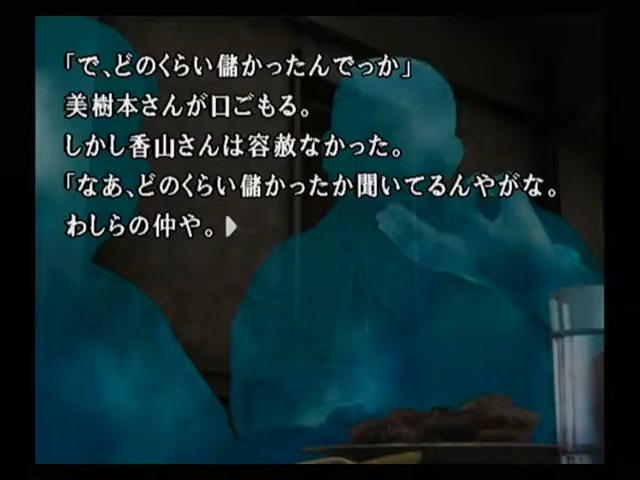 「で、どのくらい儲かったんでっか」
美樹本さんが口ごもる。
しかし香山さんは容赦なかった。
「なあ、どのくらい儲かったか聞いてるんやがな。
わしらの仲や。